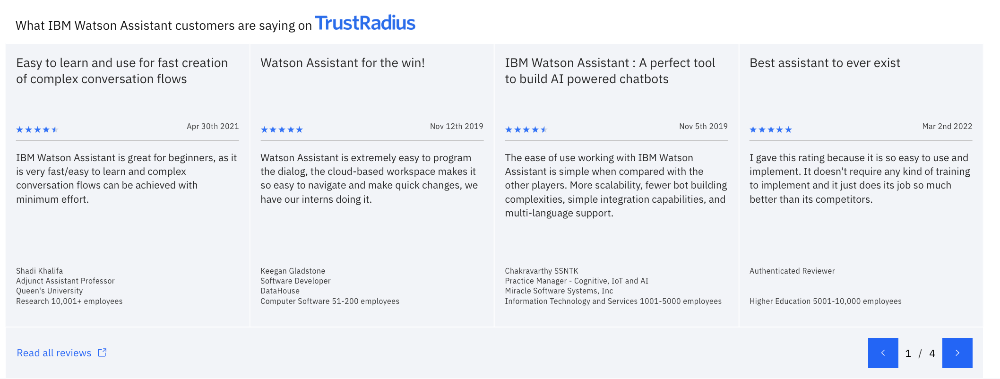 What IBM Watson Assistant customers are saying on TrustRadius
Easy to learn and use for fast creation
of complex conversation flows
Apr 30th 2021
IBM Watson Assistant is great for beginners, as it
is very fast/easy to learn and complex
conversation flows can be achieved with
minimum effort.
Shadi Khalifa
Adjunct Assistant Professor
Queen's University
Research 10,001+ employees
Watson Assistant for the win!
Nov 12th 2019
Watson Assistant is extremely easy to program
the dialog, the cloud-based workspace makes it
so easy to navigate and make quick changes, we
have our interns doing it.
Keegan Gladstone
Software Developer
DataHouse
Computer Software 51-200 employees
IBM Watson Assistant : A perfect tool
to build AI powered chatbots
Nov 5th 2019
The ease of use working with IBM Watson
Assistant is simple when compared with the
other players. More scalability, fewer bot building
complexities, simple integration capabilities, and
multi-language support.
Chakravarthy SSNTK
Practice Manager - Cognitive, IoT and AI
Miracle Software Systems, Inc
Information Technology and Services 1001-5000 employees
Best assistant to ever exist
Mar 2nd 2022
I gave this rating because it is so easy to use and
implement. It doesn't require any kind of training
to implement and it just does its job so much
better than its competitors.
Authenticated Reviewer
Higher Education 5001-10,000 employees
Read all reviews
1 / 4